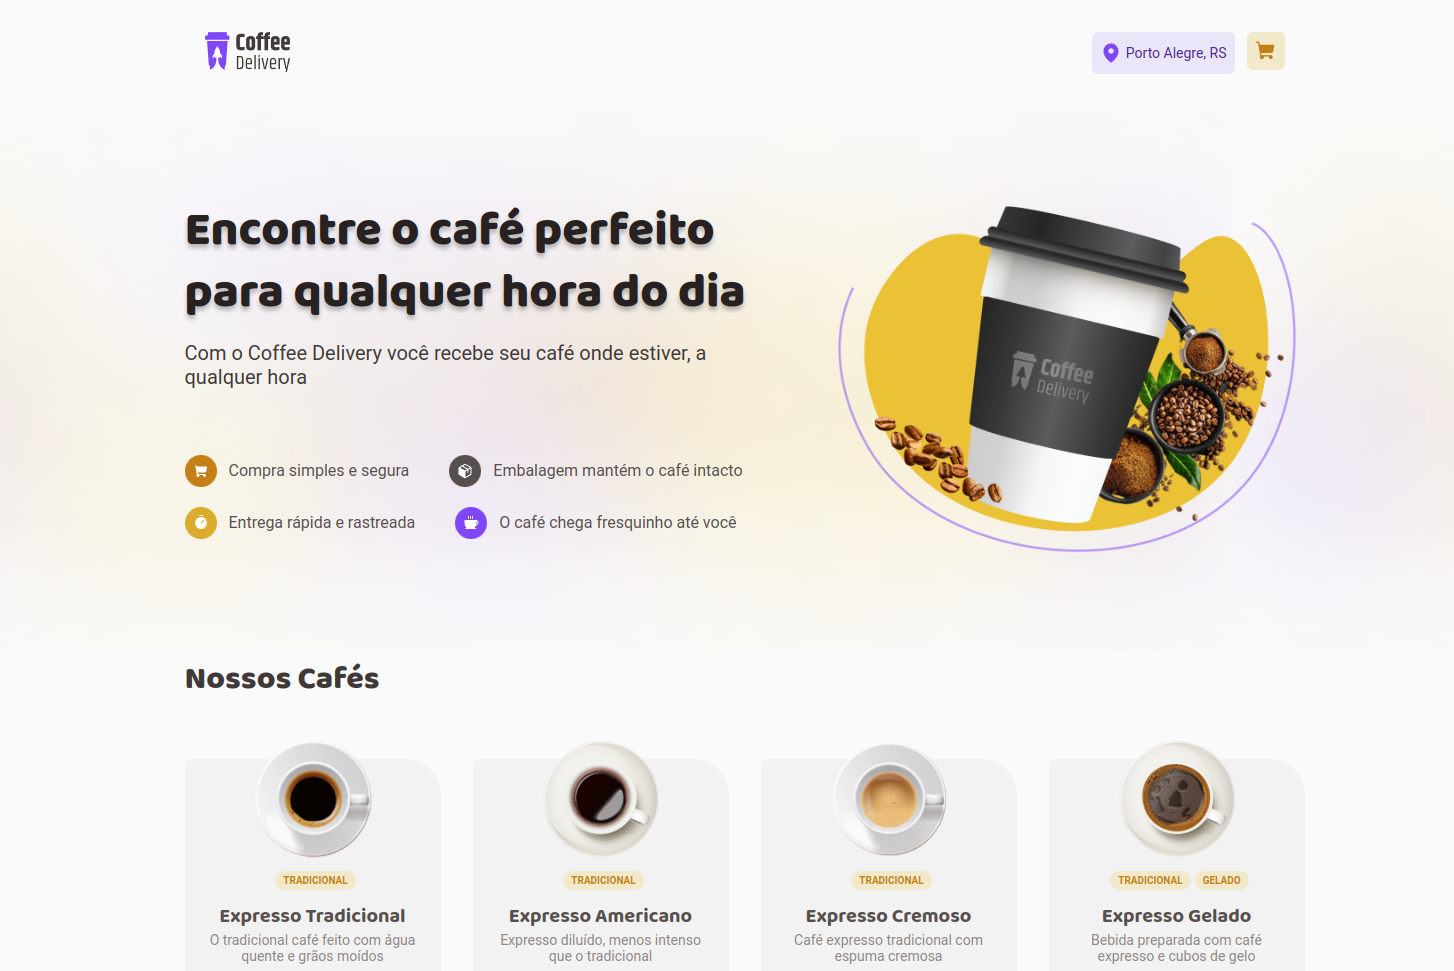 Coffee
Delivery
Porto Alegre, RS
Encontre o café perfeito
para qualquer hora do dia
Com o Coffee Delivery você recebe seu café onde estiver, a
qualquer hora
Compra simples e segura
Embalagem mantém o café intacto
Entrega rápida e rastreada
O café chega fresquinho até você
Coffee
Delivery
Nossos Cafés
TRADICIONAL
Expresso Tradicional
O tradicional café feito com água
quente e grãos moídos
TRADICIONAL
Expresso Americano
Expresso diluído, menos intenso
que o tradicional
TRADICIONAL
Expresso Cremoso
Café expresso tradicional com
espuma cremosa
TRADICIONAL GELADO
Expresso Gelado
Bebida preparada com café
expresso e cubos de gelo